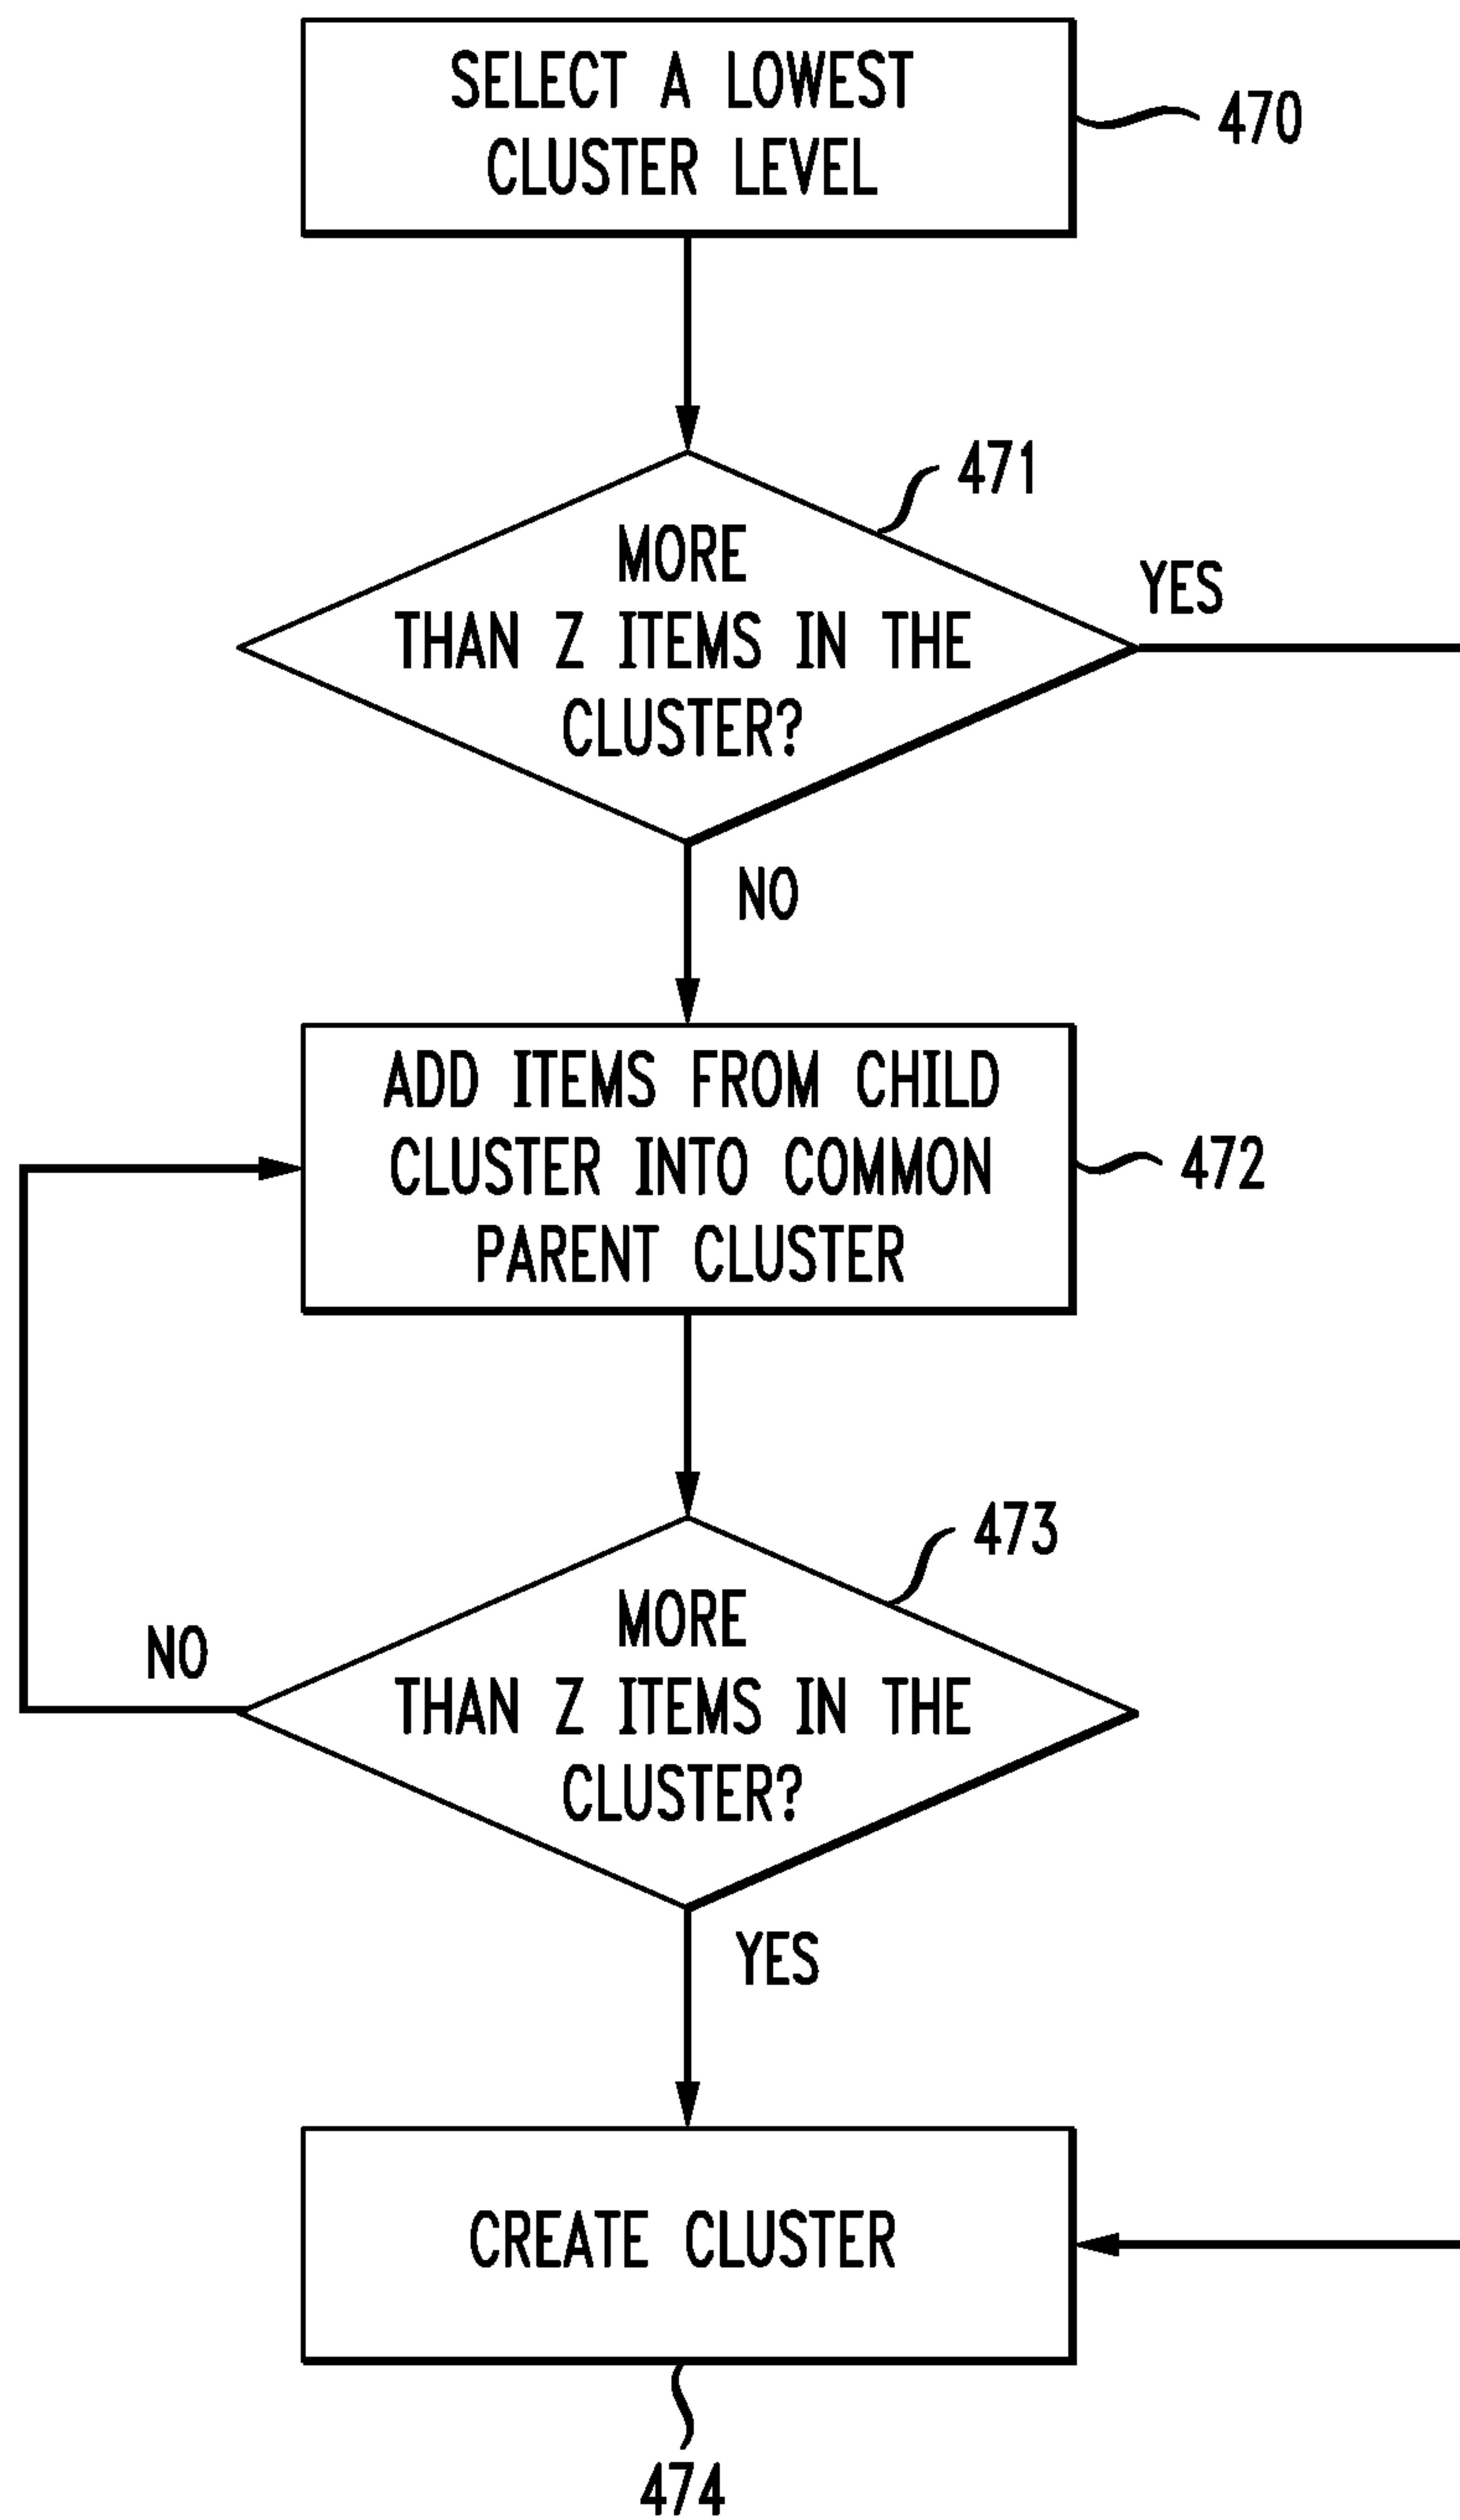 SELECT A LOWEST
CLUSTER LEVEL
470
471
MORE
THAN Z ITEMS IN THE
CLUSTER?
YES
NO
ADD ITEMS FROM CHILD
CLUSTER INTO COMMON
PARENT CLUSTER
472
473
MORE
THAN Z ITEMS IN THE
CLUSTER?
NO
YES
CREATE CLUSTER
474